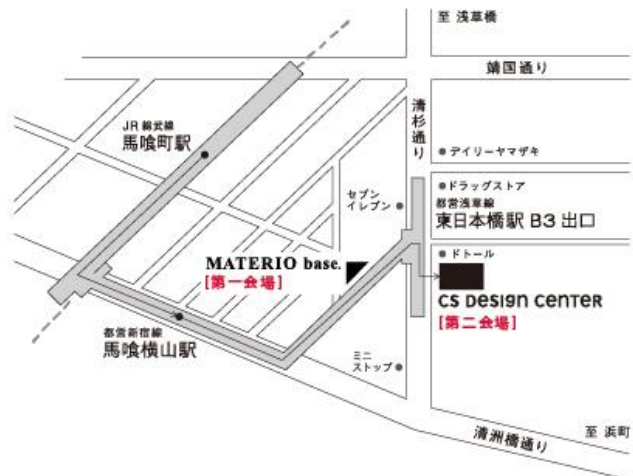 至 浅草橋
靖国通り
清杉通り
JR 総武線
馬喰町駅
デイリーヤマザキ
セブン
イレブン
ドラッグストア
都営浅草線
東日本橋駅 B3 出口
MATERIO base.
[第一会場]
ドトール
CS DESIGN CENTER
[第二会場]
都営新宿線
馬喰横山駅
ミニ
ストップ
清洲橋通り
至 浜町